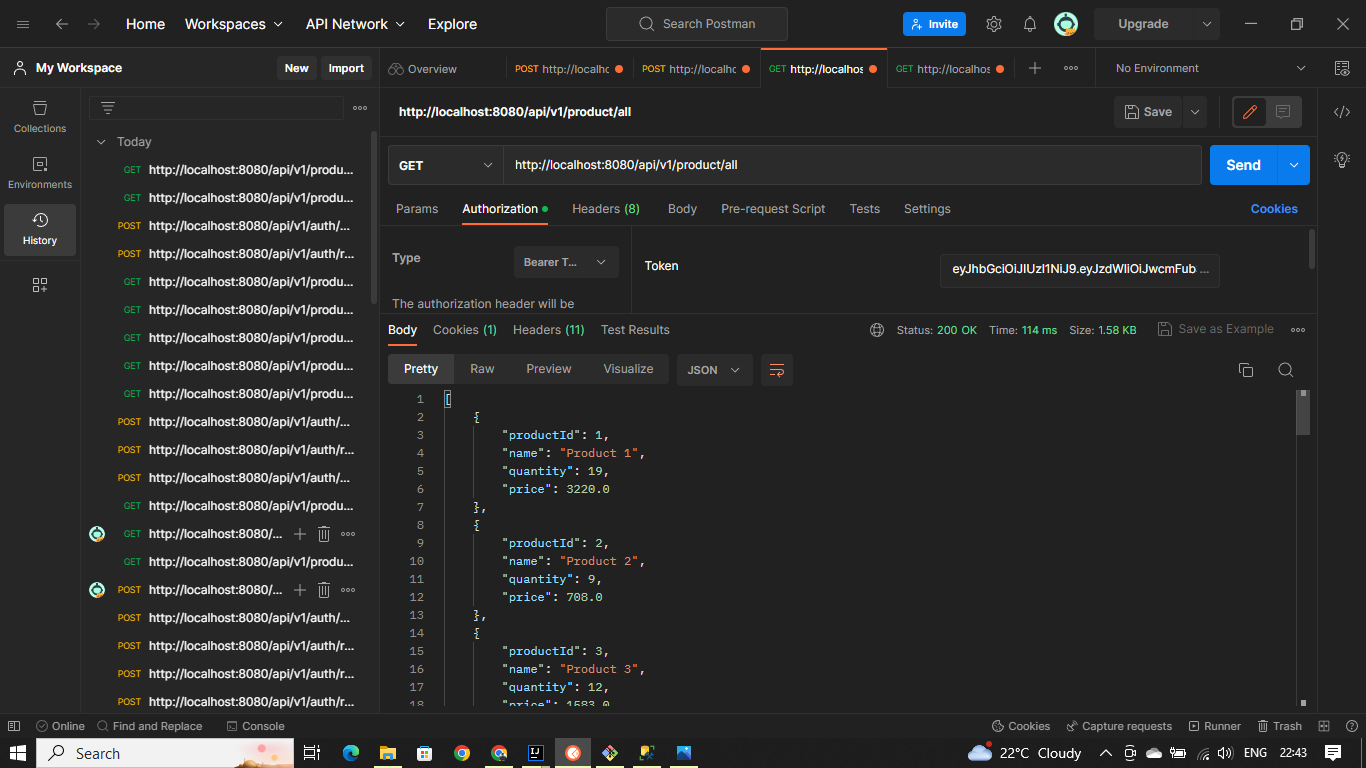 Home Workspaces API Network Explore Search Postman Invite Upgrade
My Workspace New Import Overview POST http://localhc POST http://localhc GET http://localhos GET http://localhos No Environment
http://localhost:8080/api/v1/product/all Save
Collections
Environments
History
Today
GET http://localhost:8080/api/v1/produ...
GET http://localhost:8080/api/v1/produ...
POST http://localhost:8080/api/v1/auth/...
POST http://localhost:8080/api/v1/auth/r...
GET http://localhost:8080/api/v1/produ...
GET http://localhost:8080/api/v1/produ...
GET http://localhost:8080/api/v1/produ...
GET http://localhost:8080/api/v1/produ...
GET http://localhost:8080/api/v1/produ...
POST http://localhost:8080/api/v1/auth/...
POST http://localhost:8080/api/v1/auth/r...
POST http://localhost:8080/api/v1/auth/...
GET http://localhost:8080/api/v1/produ...
GET http://localhost:8080/...
GET http://localhost:8080/api/v1/produ...
POST http://localhost:8080/...
POST http://localhost:8080/api/v1/auth/...
POST http://localhost:8080/api/v1/auth/r...
POST http://localhost:8080/api/v1/auth/r...
POST http://localhost:8080/api/v1/auth/r...
GET http://localhost:8080/api/v1/product/all Send
Params Authorization Headers (8) Body Pre-request Script Tests Settings Cookies
Type Bearer T... Token eyJhbGciOiJIUzI1NiJ9.eyJzdWIiOiJwcmFub ...
The authorization header will be
Body Cookies (1) Headers (11) Test Results Status: 200 OK Time: 114 ms Size: 1.58 KB Save as Example
Pretty Raw Preview Visualize JSON
1 [
2 {
3 "productId": 1,
4 "name": "Product 1",
5 "quantity": 19,
6 "price": 3220.0
7 },
8 {
9 "productId": 2,
10 "name": "Product 2",
11 "quantity": 9,
12 "price": 708.0
13 },
14 {
15 "productId": 3,
16 "name": "Product 3",
17 "quantity": 12,
18 "price": 1583.0
Online Find and Replace Console Cookies Capture requests Runner Trash
Search 22°C Cloudy ENG 22:43